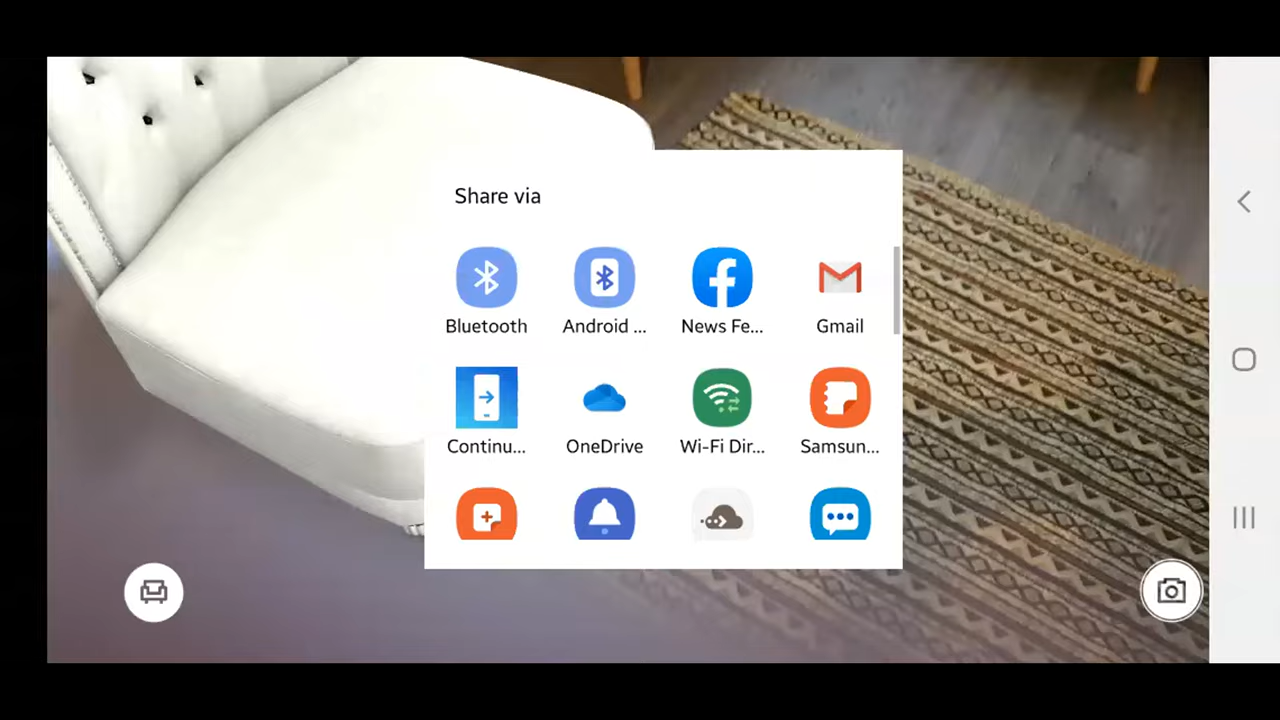 Share via
Bluetooth
Android ...
News Fe...
Gmail
Continu...
OneDrive
Wi-Fi Dir...
Samsun...